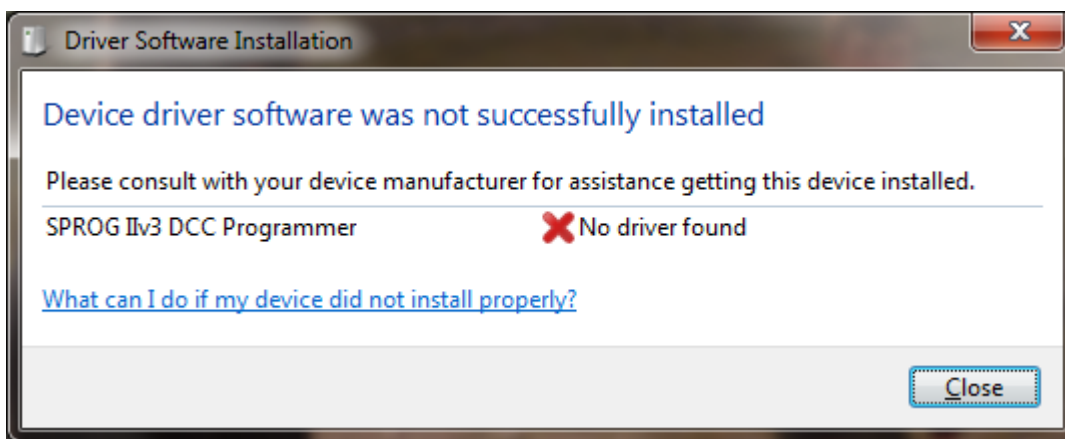 Driver Software Installation
Device driver software was not successfully installed
Please consult with your device manufacturer for assistance getting this device installed.
SPROG IIv3 DCC Programmer No driver found
What can I do if my device did not install properly?
Close